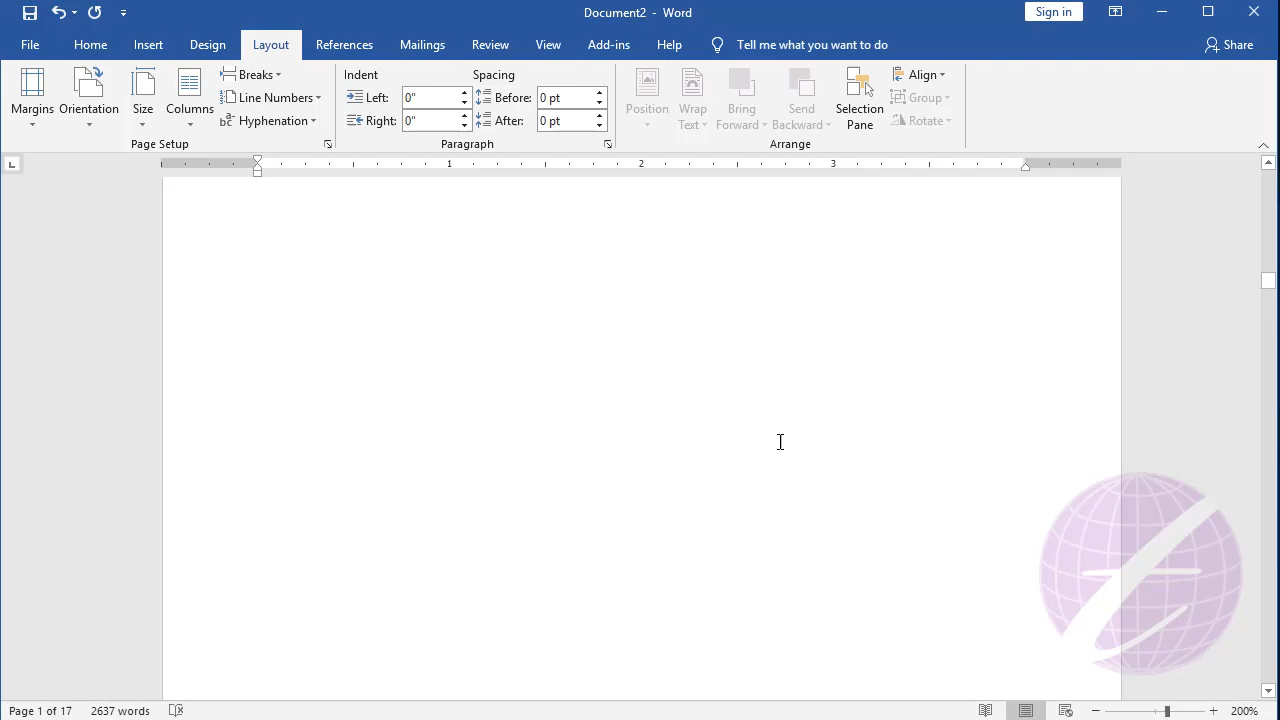 Document2 - Word
Sign in
File Home Insert Design Layout References Mailings Review View Add-ins Help Tell me what you want to do Share
Margins Orientation Size Columns
Breaks
Line Numbers
Hyphenation
Page Setup
Indent Spacing
Left: 0" Before: 0 pt
Right: 0" After: 0 pt
Paragraph
Position Wrap Text Bring Forward Send Backward Selection Pane
Align
Group
Rotate
Arrange
1 2 3
Page 1 of 17 2637 words 200%